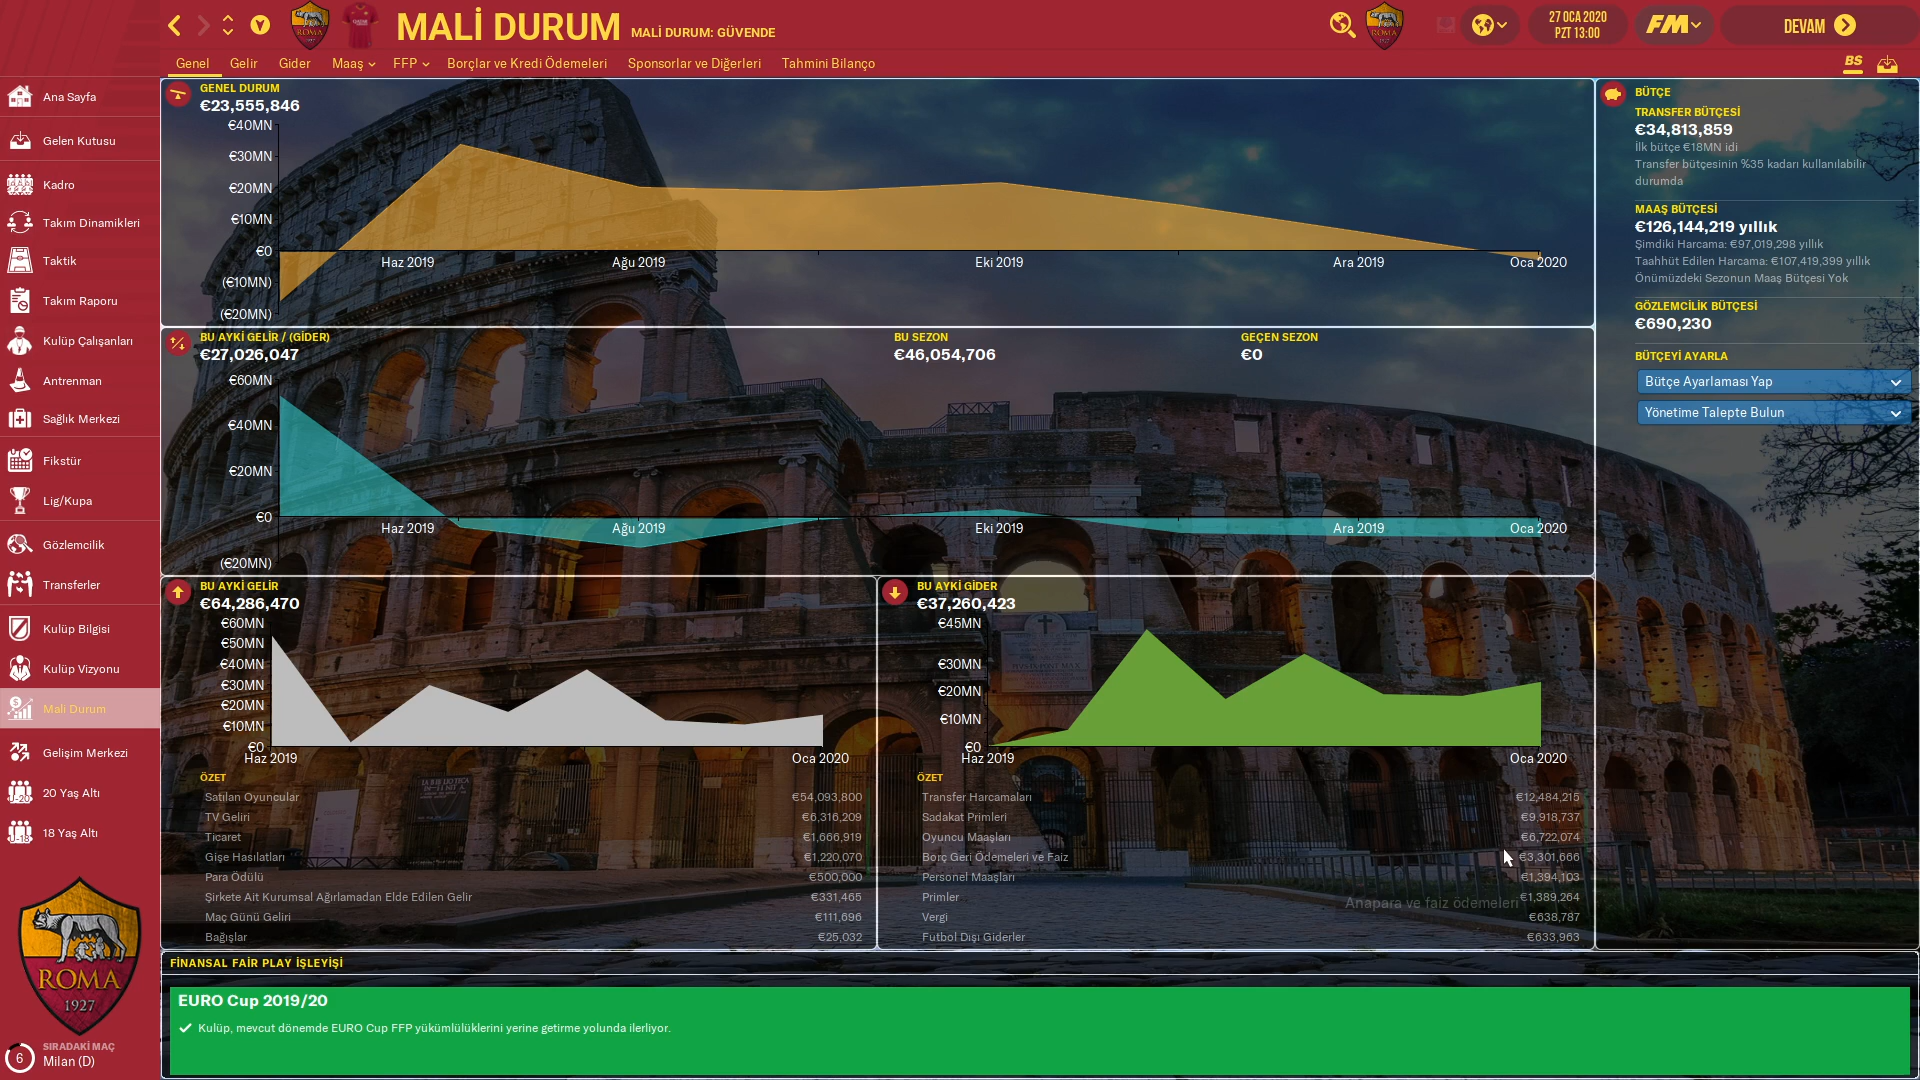 MALİ DURUM MALİ DURUM: GÜVENDE
27 OCA 2020
PZT 13:00
FM
DEVAM
Genel Gelir Gider Maaş FFP Borçlar ve Kredi Ödemeleri Sponsorlar ve Diğerleri Tahmini Bilanço
BS
Ana Sayfa
Gelen Kutusu
Kadro
Takım Dinamikleri
Taktik
Takım Raporu
Kulüp Çalışanları
Antrenman
Sağlık Merkezi
Fikstür
Lig/Kupa
Gözlemcilik
Transferler
Kulüp Bilgisi
Kulüp Vizyonu
Mali Durum
Gelişim Merkezi
U-20
20 Yaş Altı
U-18
18 Yaş Altı
ROMA
1927
SIRADAKİ MAÇ
6 Milan (D)
GENEL DURUM
€23,555,846
€40MN
€30MN
€20MN
€10MN
€0
(€10MN)
(€20MN)
Haz 2019 Ağu 2019 Eki 2019 Ara 2019 Oca 2020
BU AYKİ GELİR / (GİDER)
€27,026,047
BU SEZON
€46,054,706
GEÇEN SEZON
€0
€60MN
€40MN
€20MN
€0
(€20MN)
Haz 2019 Ağu 2019 Eki 2019 Ara 2019 Oca 2020
BU AYKİ GELİR
€64,286,470
€60MN
€50MN
€40MN
€30MN
€20MN
€10MN
€0
Haz 2019 Oca 2020
ÖZET
Satılan Oyuncular €54,093,800
TV Geliri €6,316,209
Ticaret €1,666,919
Gişe Hasılatları €1,220,070
Para Ödülü €500,000
Şirkete Ait Kurumsal Ağırlamadan Elde Edilen Gelir €331,465
Maç Günü Geliri €111,696
Bağışlar €25,032
BU AYKİ GİDER
€37,260,423
€45MN
€30MN
€20MN
€10MN
€0
Haz 2019 Oca 2020
ÖZET
Transfer Harcamaları €12,484,215
Sadakat Primleri €9,918,737
Oyuncu Maaşları €6,722,074
Borç Geri Ödemeleri ve Faiz €3,301,666
Personel Maaşları €1,394,103
Primler €1,389,264
Anapara ve faiz ödemeleri
Vergi €638,787
Futbol Dışı Giderler €633,963
BÜTÇE
TRANSFER BÜTÇESİ
€34,813,859
İlk bütçe €18MN idi
Transfer bütçesinin %35 kadarı kullanılabilir
durumda
MAAŞ BÜTÇESİ
€126,144,219 yıllık
Şimdiki Harcama: €97,019,298 yıllık
Taahhüt Edilen Harcama: €107,419,399 yıllık
Önümüzdeki Sezonun Maaş Bütçesi Yok
GÖZLEMCİLİK BÜTÇESİ
€690,230
BÜTÇEYİ AYARLA
Bütçe Ayarlaması Yap
Yönetime Talepte Bulun
FİNANSAL FAİR PLAY İŞLEYİŞİ
EURO Cup 2019/20
Kulüp, mevcut dönemde EURO Cup FFP yükümlülüklerini yerine getirme yolunda ilerliyor.